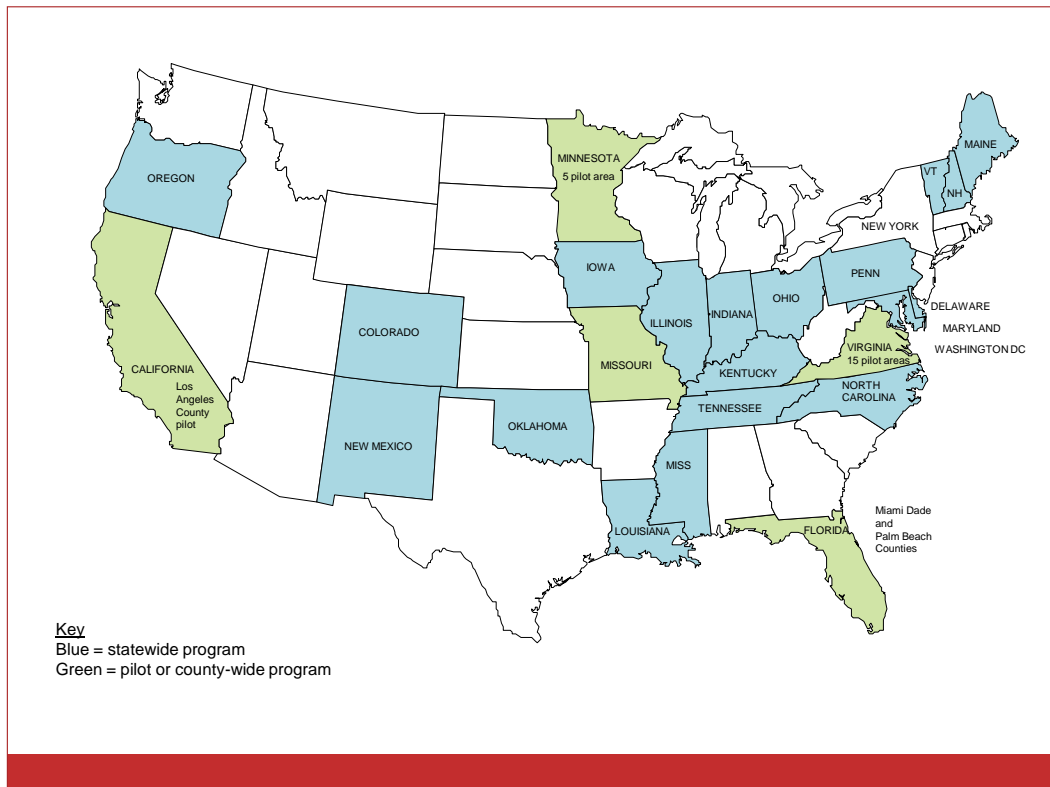 MAINE
MINNESOTA
5 pilot area
VT
OREGON
NH
NEW YORK
IOWA
PENN
OHIO
DELAWARE
COLORADO
ILLINOIS
INDIANA
MARYLAND
VIRGINIA
15 pilot areas
WASHINGTON DC
CALIFORNIA
Los
Angeles
County
pilot
MISSOURI
KENTUCKY
NORTH
CAROLINA
TENNESSEE
OKLAHOMA
NEW MEXICO
MISS
Miami Dade
and
Palm Beach
Counties
LOUISIANA
FLORIDA
Key
Blue = statewide program
Green = pilot or county-wide program